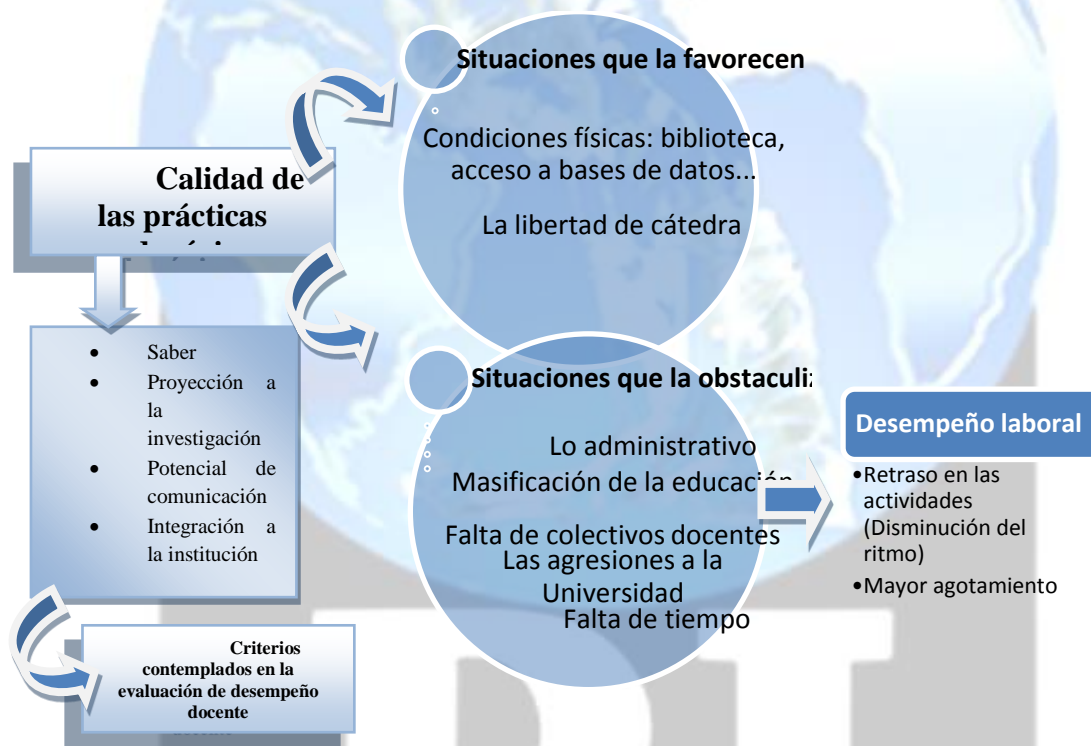 Calidad de
las prácticas
Saber
Proyección a
la
investigación
Potencial de
comunicación
Integración a
la institución
Criterios
contemplados en la
evaluación de desempeño
docente
Situaciones que la favorecen
Condiciones físicas: biblioteca,
acceso a bases de datos...
La libertad de cátedra
Situaciones que la obstaculi
Lo administrativo
Masificación de la educación
Falta de colectivos docentes
Las agresiones a la
Universidad
Falta de tiempo
Desempeño laboral
•Retraso en las
actividades
(Disminución del
ritmo)
•Mayor agotamiento